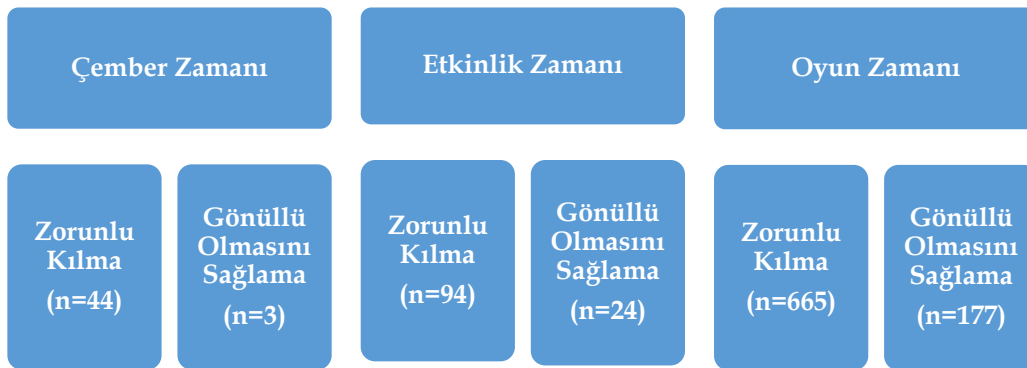 Çember Zamanı
Zorunlu
Kılma
(n=44)
Gönüllü
Olmasını
Sağlama
(n=3)
Etkinlik Zamanı
Zorunlu
Kılma
(n=94)
Gönüllü
Olmasını
Sağlama
(n=24)
Oyun Zamanı
Zorunlu
Kılma
(n=665)
Gönüllü
Olmasını
Sağlama
(n=177)